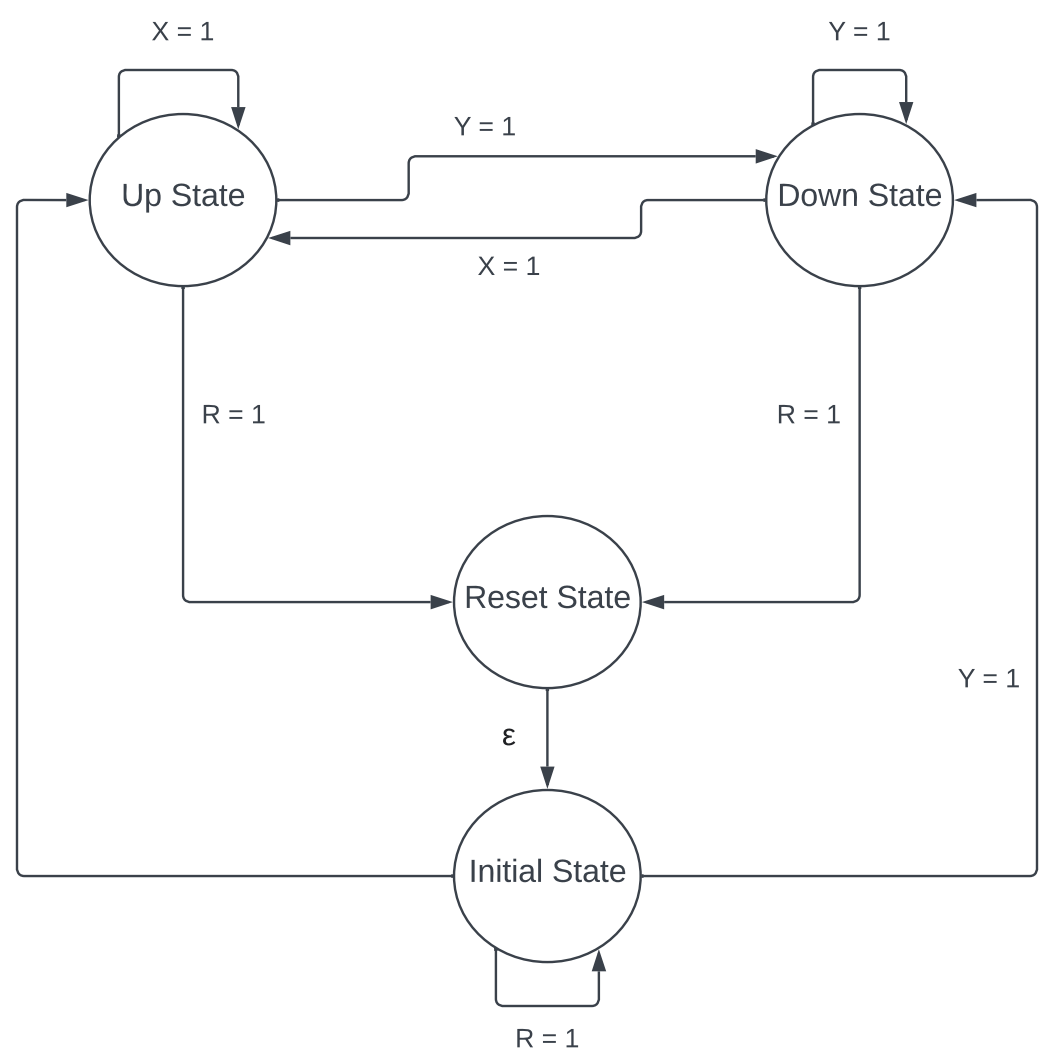 X = 1
Y = 1
Y = 1
Up State
Down State
X = 1
R = 1
R = 1
Reset State
Y = 1
ε
Initial State
R = 1